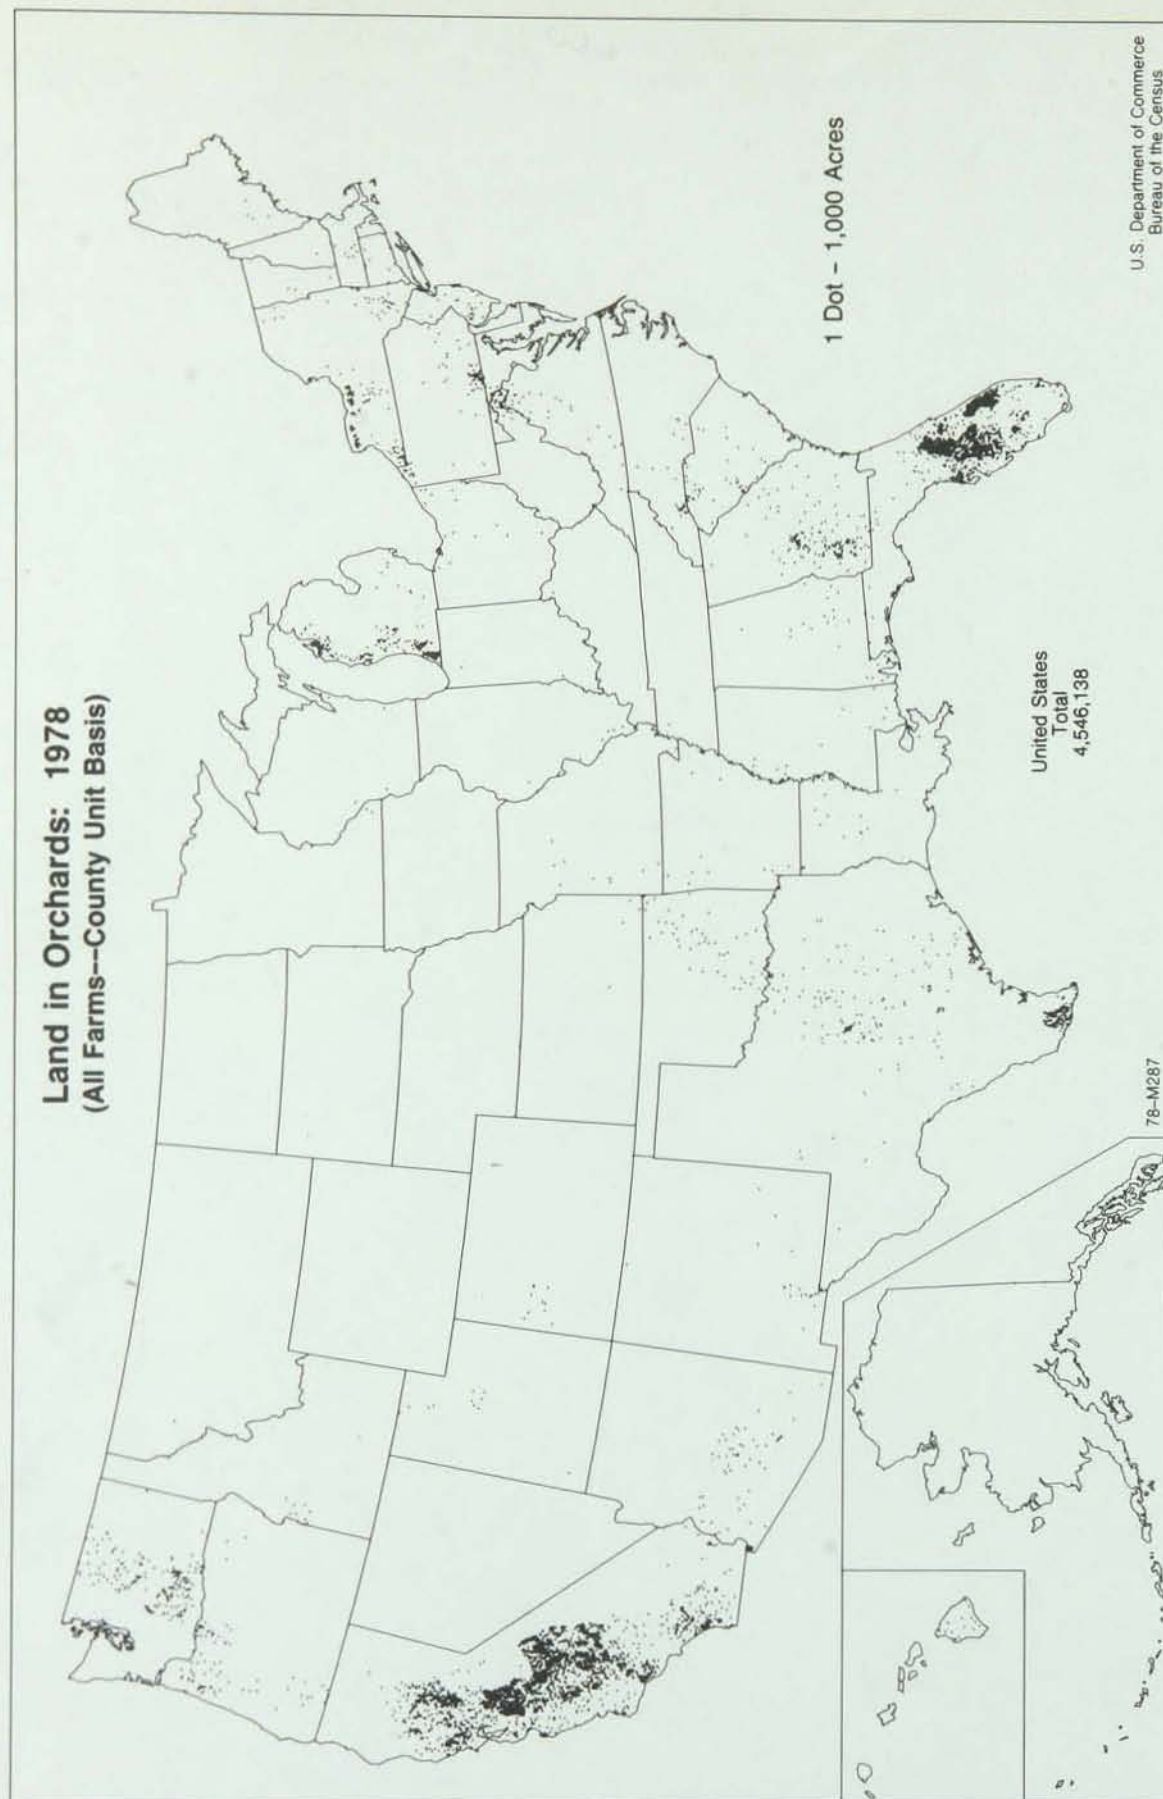 Land in Orchards: 1978
(All Farms--County Unit Basis)
1 Dot – 1,000 Acres
United States
Total
4,546,138
78–M287
U.S. Department of Commerce
Bureau of the Census